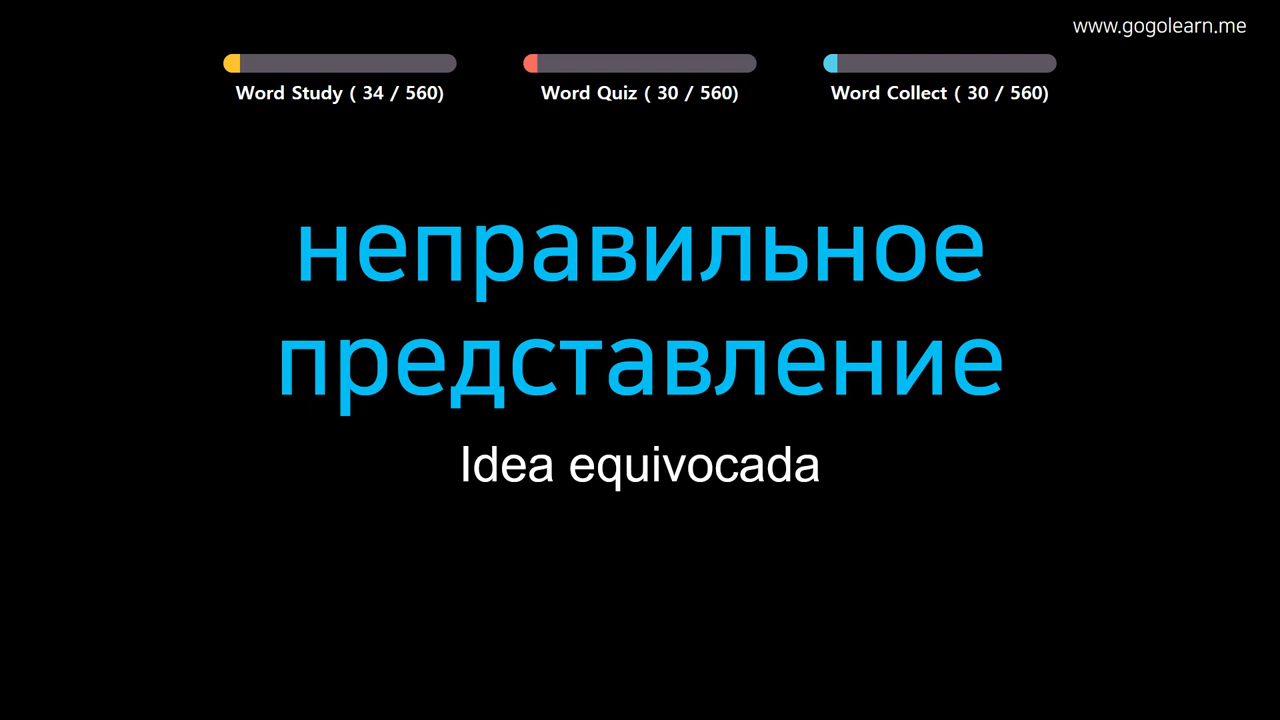 www.gogolearn.me
Word Study ( 34 / 560)
Word Quiz ( 30 / 560)
Word Collect ( 30 / 560)
неправильное
представление
Idea equivocada